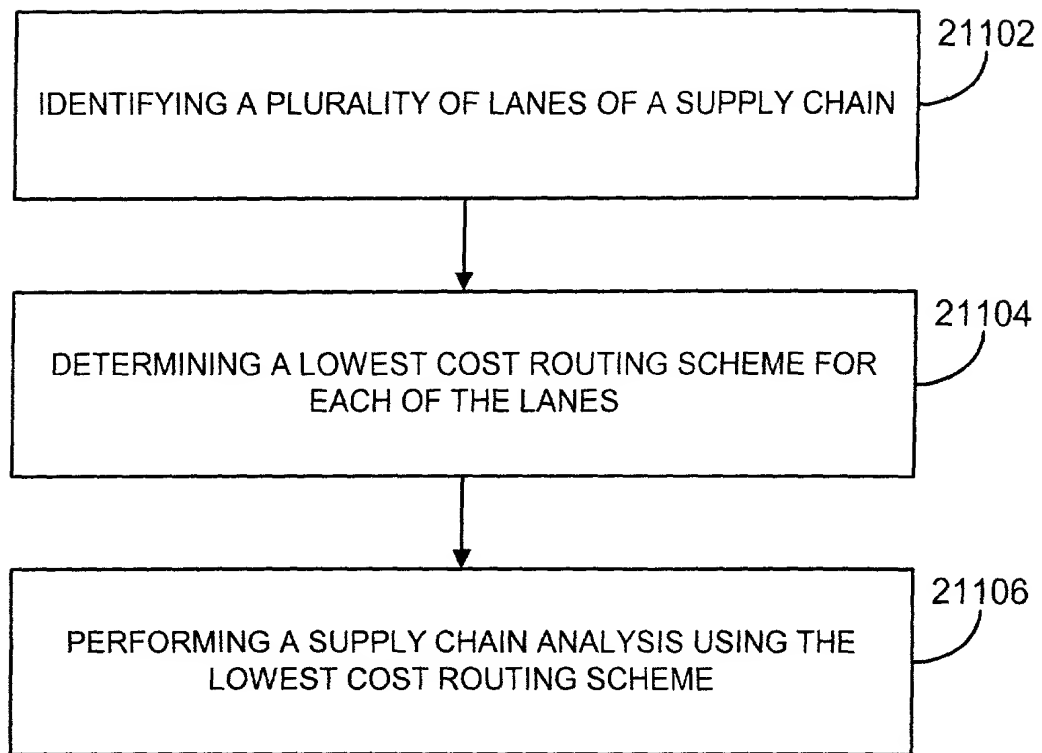 21102
IDENTIFYING A PLURALITY OF LANES OF A SUPPLY CHAIN
21104
DETERMINING A LOWEST COST ROUTING SCHEME FOR
EACH OF THE LANES
21106
PERFORMING A SUPPLY CHAIN ANALYSIS USING THE
LOWEST COST ROUTING SCHEME